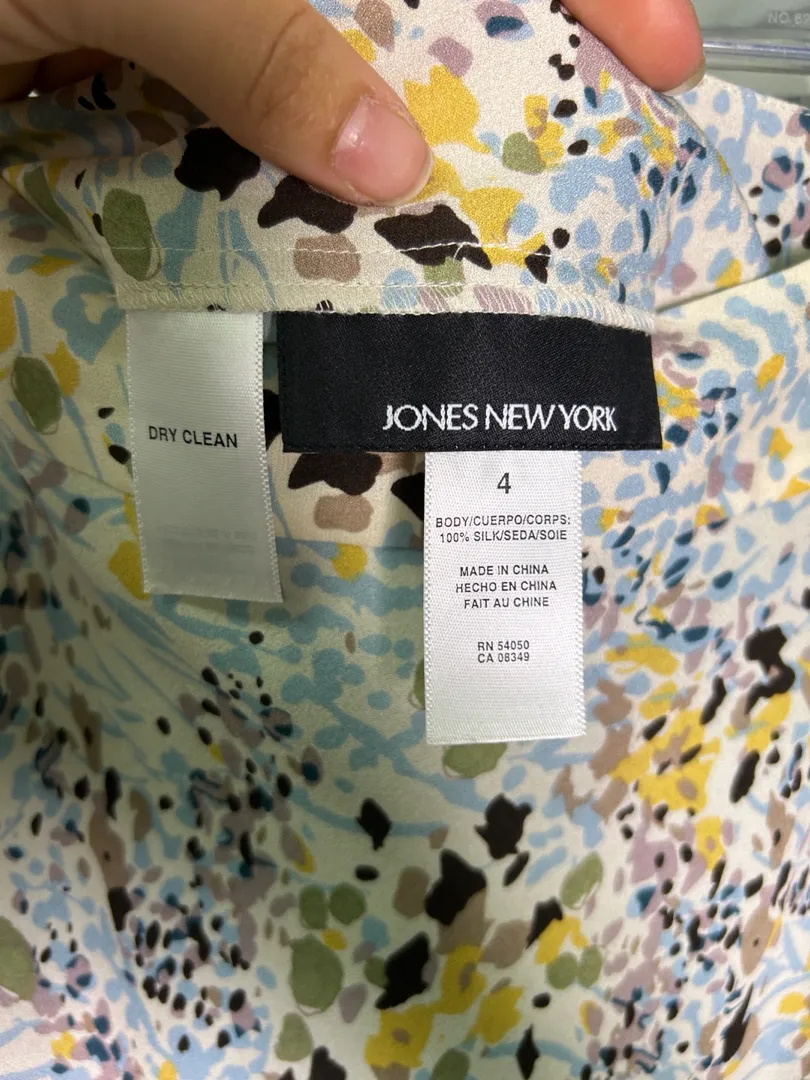 DRY CLEAN
JONES NEW YORK
4
BODY/CUERPO/CORPS:
100% SILK/SEDA/SOIE
MADE IN CHINA
HECHO EN CHINA
FAIT AU CHINE
RN 54050
CA 08349